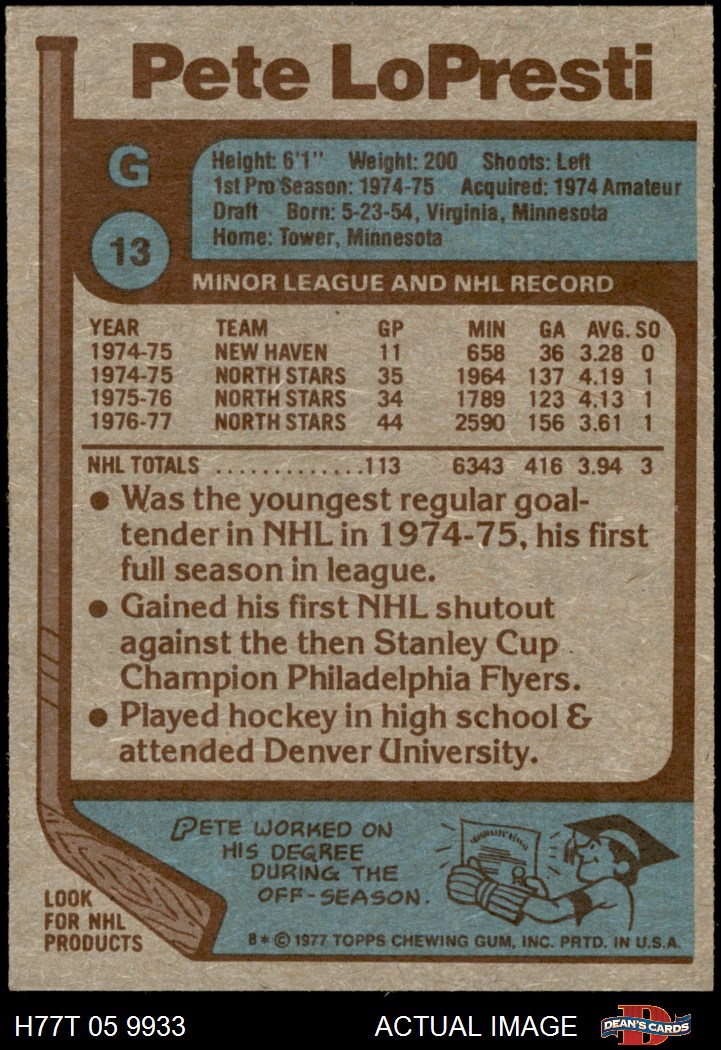 Pete LoPresti
G
13
Height: 6'1" Weight: 200 Shoots: Left
1st Pro Season: 1974-75 Acquired: 1974 Amateur
Draft Born: 5-23-54, Virginia, Minnesota
Home: Tower, Minnesota
MINOR LEAGUE AND NHL RECORD
YEAR TEAM GP MIN GA AVG. SO
1974-75 NEW HAVEN 11 658 36 3.28 0
1974-75 NORTH STARS 35 1964 137 4.19 1
1975-76 NORTH STARS 34 1789 123 4.13 1
1976-77 NORTH STARS 44 2590 156 3.61 1
NHL TOTALS .............113 6343 416 3.94 3
● Was the youngest regular goal-
tender in NHL in 1974-75, his first
full season in league.
● Gained his first NHL shutout
against the then Stanley Cup
Champion Philadelphia Flyers.
● Played hockey in high school &
attended Denver University.
PETE WORKED ON
HIS DEGREE
DURING THE
OFF-SEASON.
LOOK
FOR NHL
PRODUCTS
B*© 1977 TOPPS CHEWING GUM, INC. PRTD. IN U.S.A.
H77T 05 9933 ACTUAL IMAGE
D
DEAN'S CARDS